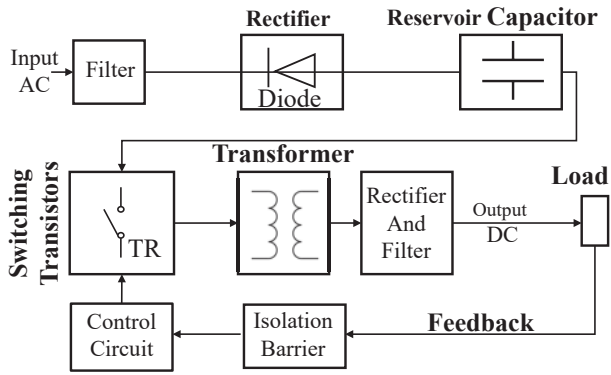 Rectifier
Reservoir Capacitor
Input
AC
Filter
Diode
Switching
Transistors
TR
Transformer
Rectifier
And
Filter
Output
DC
Load
Control
Circuit
Isolation
Barrier
Feedback